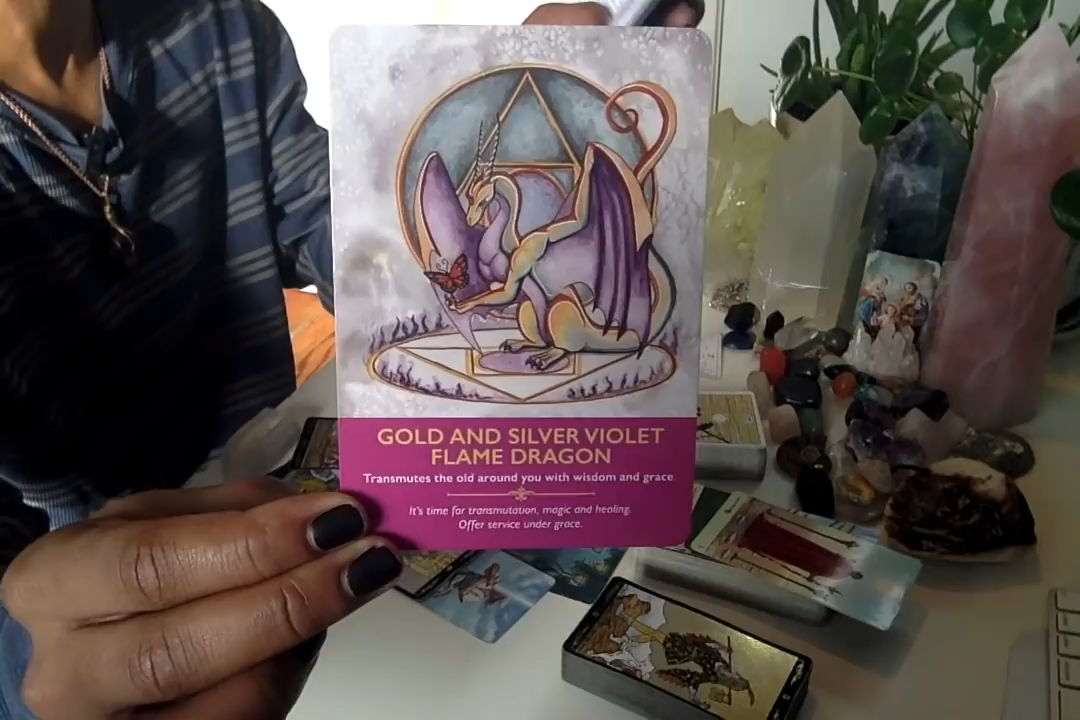 GOLD AND SILVER VIOLET
FLAME DRAGON
Transmutes the old around you with wisdom and grace
It's time for transmutation, magic and healing.
Offer service under grace.